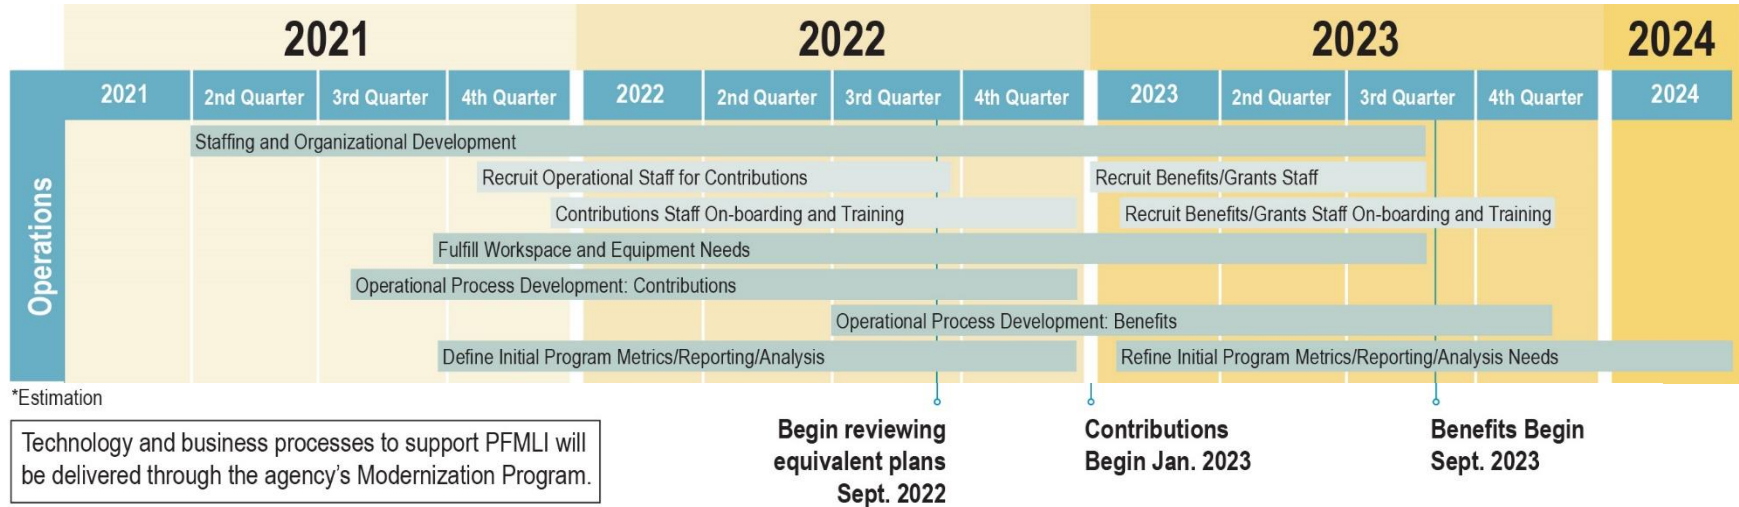 2021
2022
2023
2024
2021
2nd Quarter
3rd Quarter
4th Quarter
2022
2nd Quarter
3rd Quarter
4th Quarter
2023
2nd Quarter
3rd Quarter
4th Quarter
2024
Operations
Staffing and Organizational Development
Recruit Operational Staff for Contributions
Recruit Benefits/Grants Staff
Contributions Staff On-boarding and Training
Recruit Benefits/Grants Staff On-boarding and Training
Fulfill Workspace and Equipment Needs
Operational Process Development: Contributions
Operational Process Development: Benefits
Define Initial Program Metrics/Reporting/Analysis
Refine Initial Program Metrics/Reporting/Analysis Needs
*Estimation
Technology and business processes to support PFMLI will
be delivered through the agency’s Modernization Program.
Begin reviewing
equivalent plans
Sept. 2022
Contributions
Begin Jan. 2023
Benefits Begin
Sept. 2023